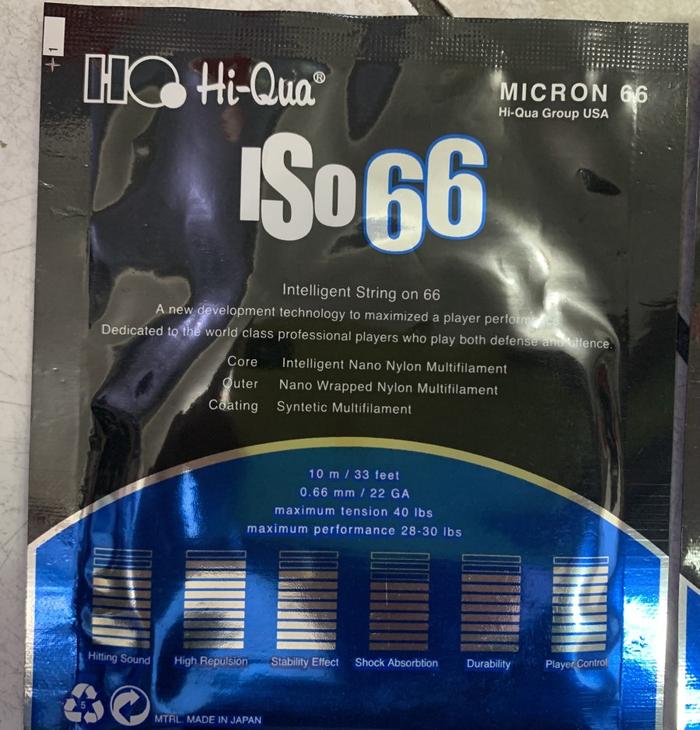 1
HQ Hi-Qua®
MICRON 66
Hi-Qua Group USA
ISo 66
Intelligent String on 66
A new development technology to maximized a player
Dedicated to the world class professional players who play both defense and offence.
Core Intelligent Nano Nylon Multifilament
Outer Nano Wrapped Nylon Multifilament
Coating Syntetic Multifilament
10 m / 33 feet
0.66 mm / 22 GA
maximum tension 40 lbs
maximum performance 28-30 lbs
Hitting Sound High Repulsion Stability Effect Shock Absorbtion Durability Player Control
5
MTRL. MADE IN JAPAN